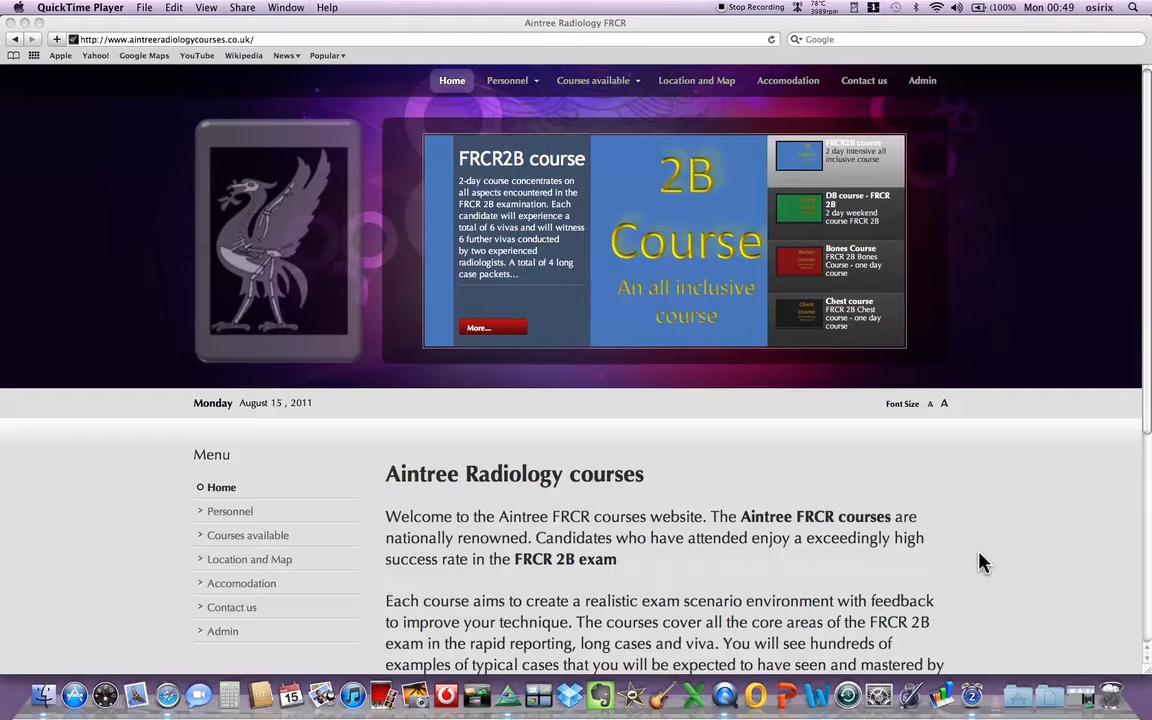 QuickTime Player File Edit View Share Window Help
Stop Recording 78°C 3989rpm 1 (100%) Mon 00:49 osirix
Aintree Radiology FRCR
http://www.aintreeradiologycourses.co.uk/
Google
Apple Yahoo! Google Maps YouTube Wikipedia News Popular
Home Personnel Courses available Location and Map Accomodation Contact us Admin
FRCR2B course
2-day course concentrates on
all aspects encountered in the
FRCR 2B examination. Each
candidate will experience a
total of 6 vivas and will witness
6 further vivas conducted
by two experienced
radiologists. A total of 4 long
case packets...
More...
2B
Course
An all inclusive
course
FRCR2B course
2 day intensive all
inclusive course
DB course - FRCR
2B
2 day weekend
course FRCR 2B
Bones Course
FRCR 2B Bones
Course - one day
course
Chest course
FRCR 2B Chest
course - one day
course
Monday August 15 , 2011
Font Size A A
Menu
Home
Personnel
Courses available
Location and Map
Accomodation
Contact us
Admin
Aintree Radiology courses
Welcome to the Aintree FRCR courses website. The Aintree FRCR courses are
nationally renowned. Candidates who have attended enjoy a exceedingly high
success rate in the FRCR 2B exam
Each course aims to create a realistic exam scenario environment with feedback
to improve your technique. The courses cover all the core areas of the FRCR 2B
exam in the rapid reporting, long cases and viva. You will see hundreds of
examples of typical cases that you will be expected to have seen and mastered by
15
2